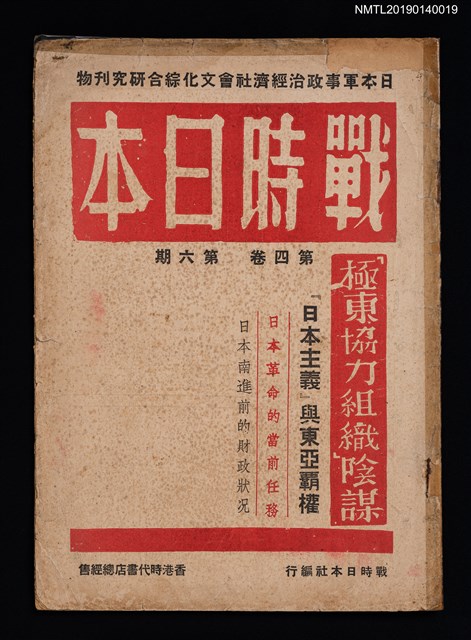 NMTL20190140019
日本軍事政治經濟社會文化綜合研究刊物
戰時日本
第四卷 第六期
「極東協力組織」陰謀
『日本主義』與東亞霸權
日本革命的當前任務
日本南進前的財政狀况
戰時日本社編行
香港時代書店總經售